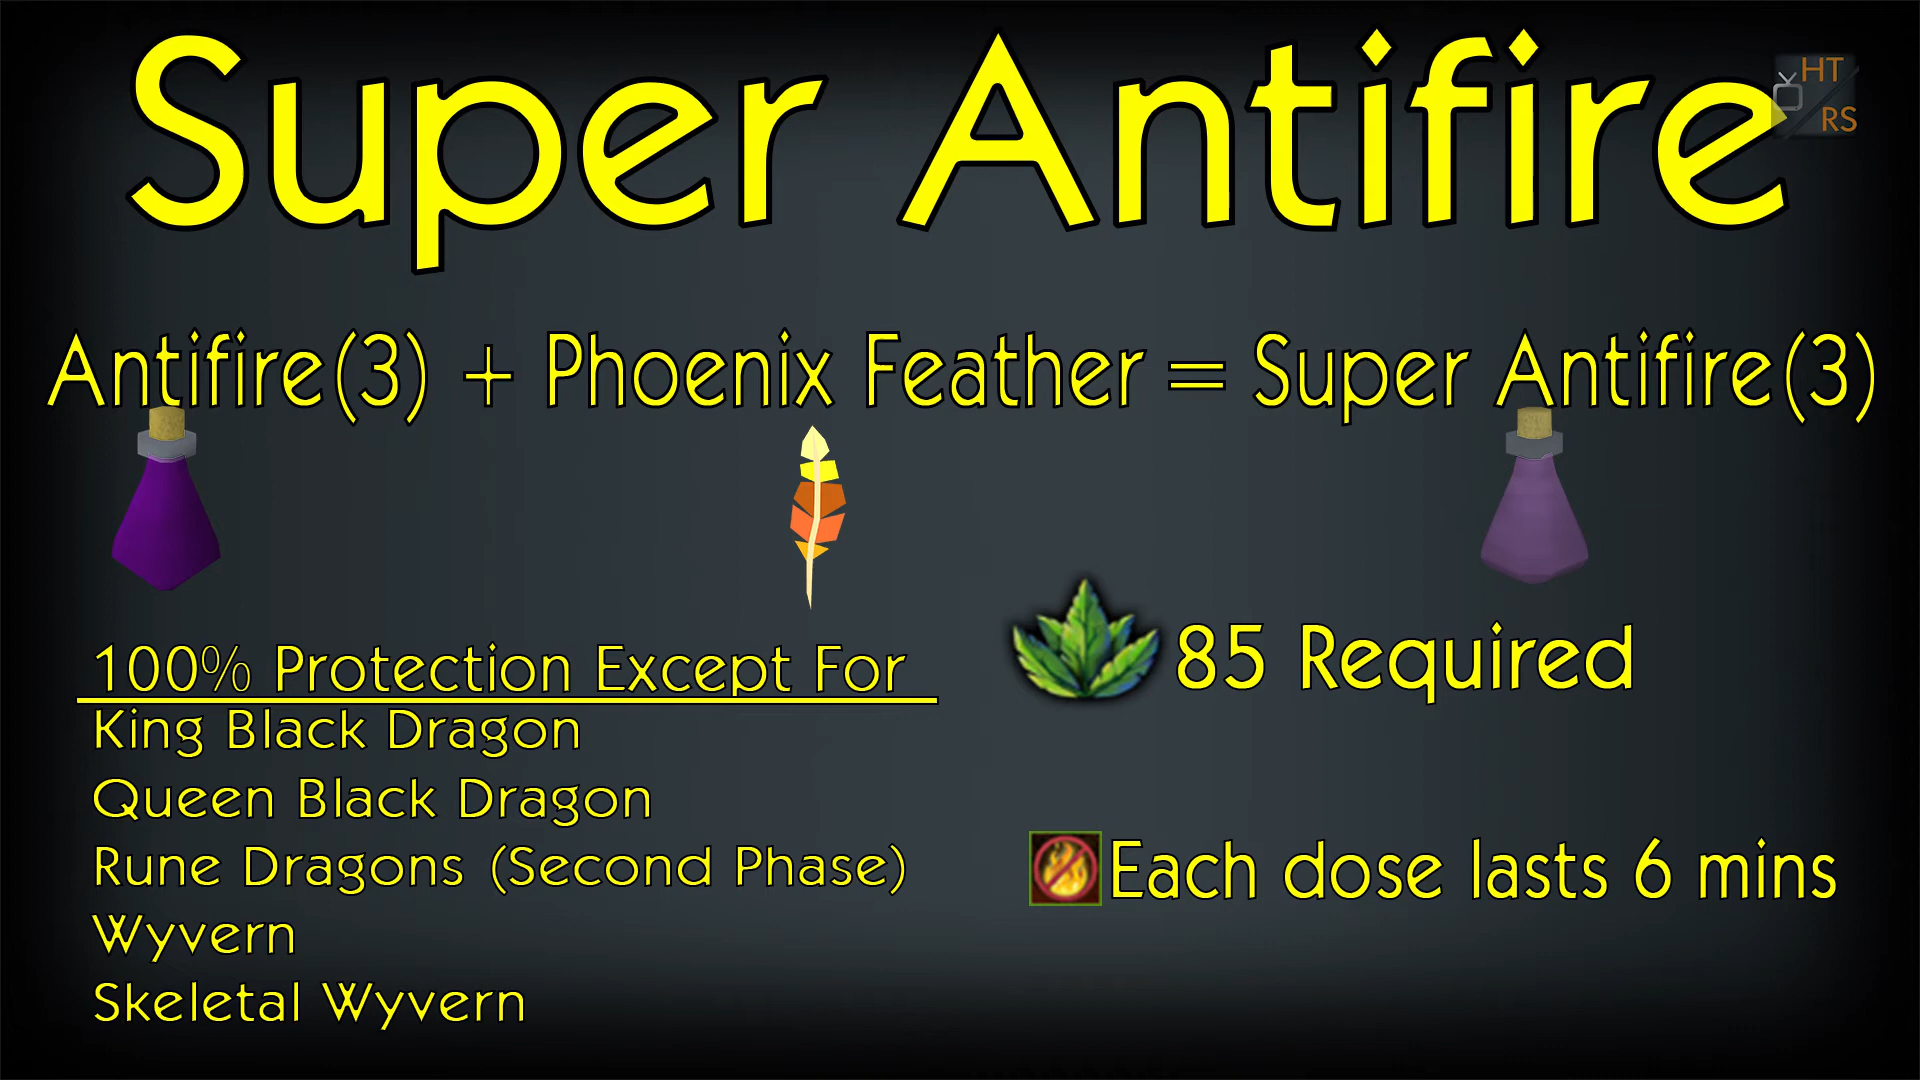 Super Antifire
HT
RS
Antifire(3) + Phoenix Feather = Super Antifire(3)
100% Protection Except For
King Black Dragon
Queen Black Dragon
Rune Dragons (Second Phase)
Wyvern
Skeletal Wyvern
85 Required
Each dose lasts 6 mins